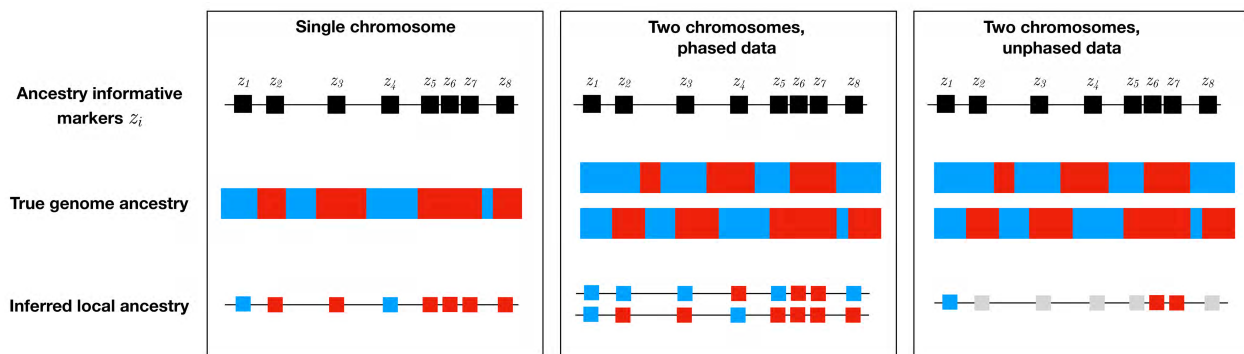 Single chromosome
Two chromosomes,
phased data
Two chromosomes,
unphased data
Ancestry informative
markers z_i
z_1 z_2 z_3 z_4 z_5 z_6 z_7 z_8
z_1 z_2 z_3 z_4 z_5 z_6 z_7 z_8
z_1 z_2 z_3 z_4 z_5 z_6 z_7 z_8
True genome ancestry
Inferred local ancestry